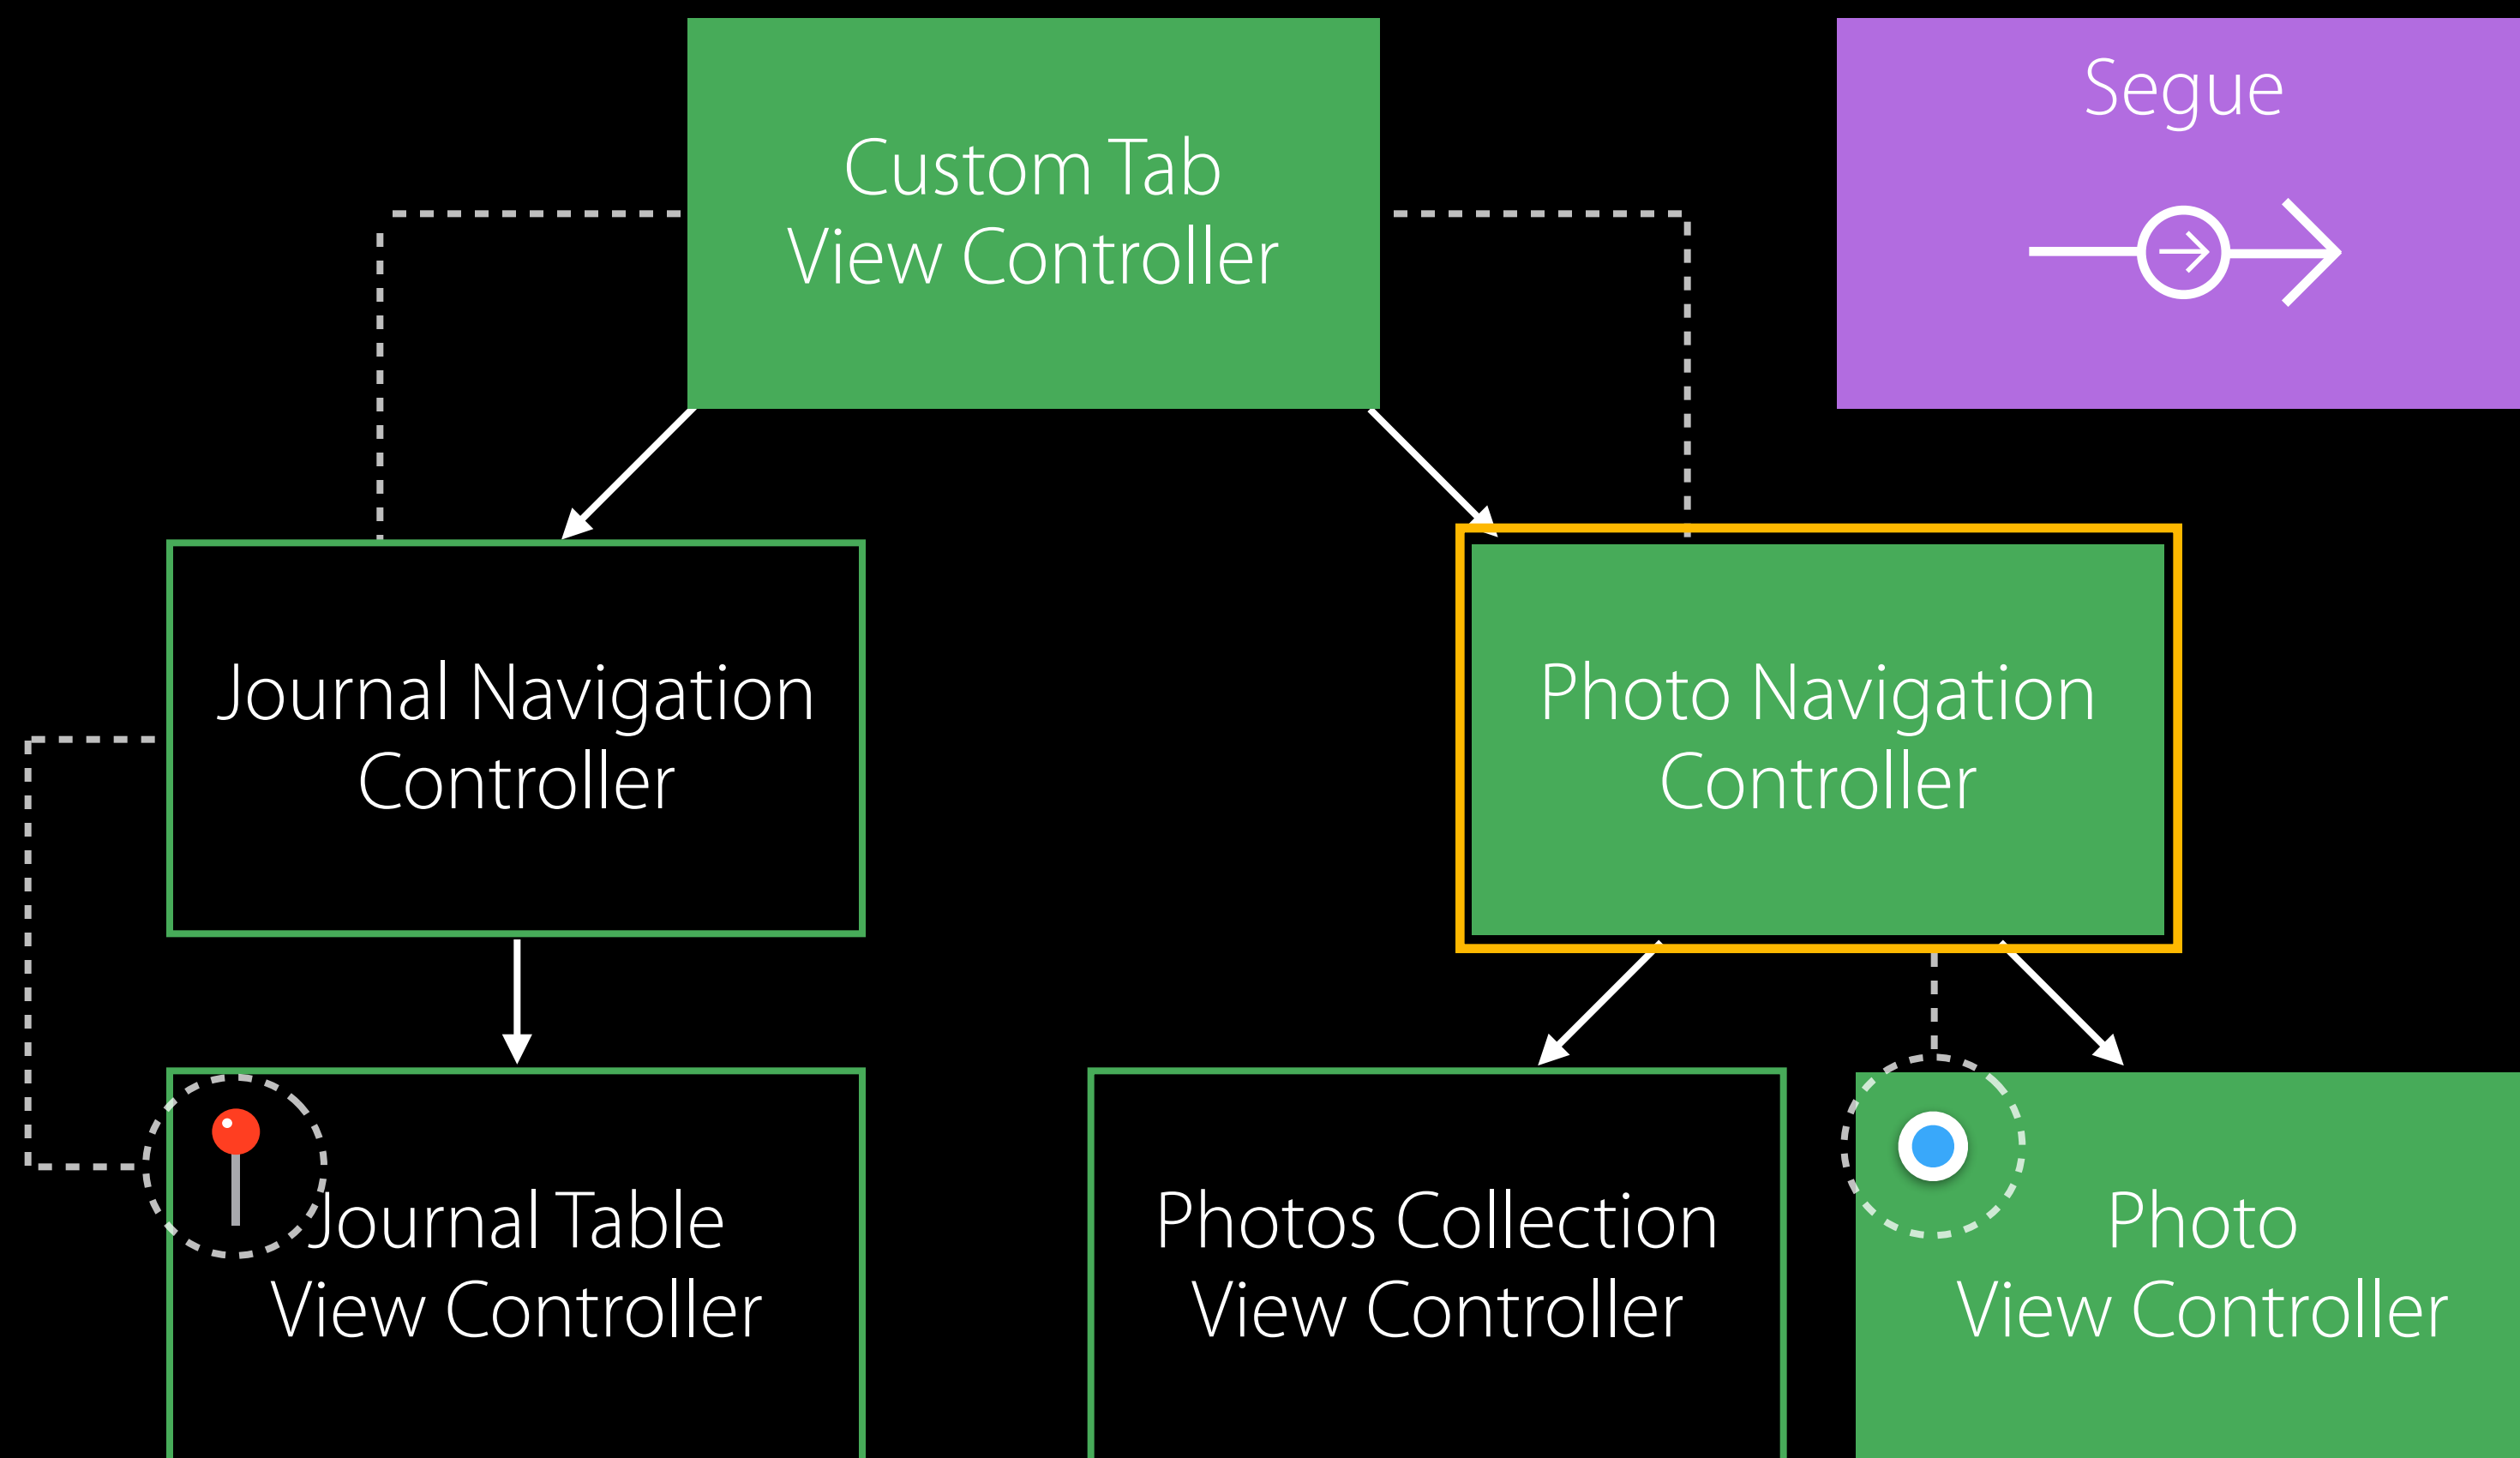 Custom Tab
View Controller
Segue
Journal Navigation
Controller
Photo Navigation
Controller
Journal Table
View Controller
Photos Collection
View Controller
Photo
View Controller